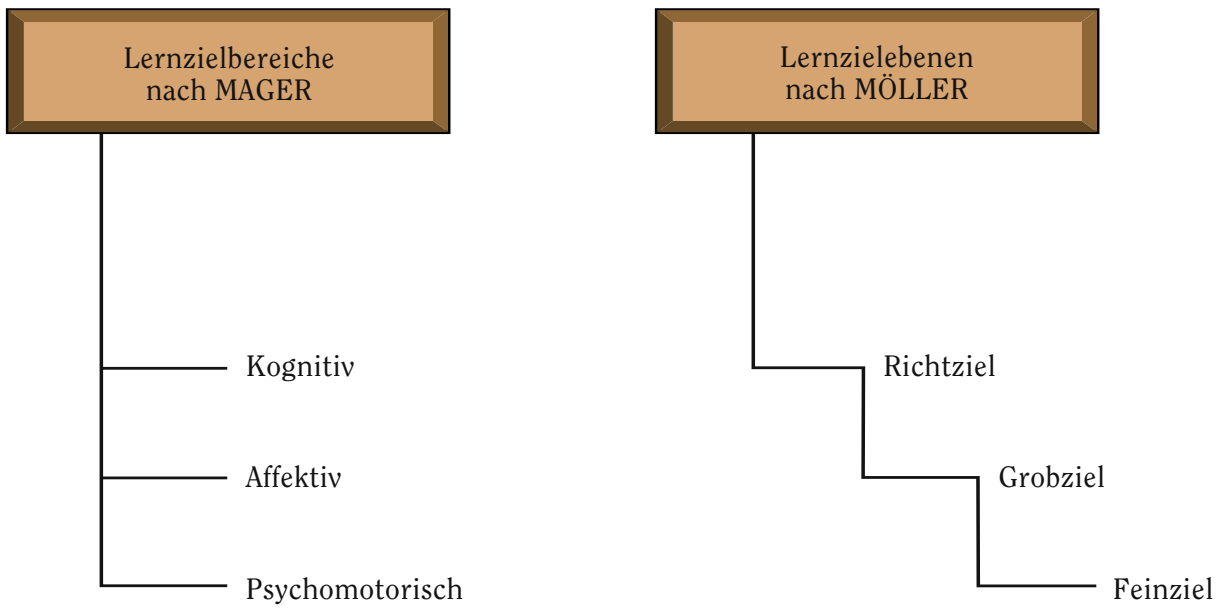 Lernzielbereiche
nach MAGER
Kognitiv
Affektiv
Psychomotorisch
Lernzielebenen
nach MÖLLER
Richtziel
Grobziel
Feinziel